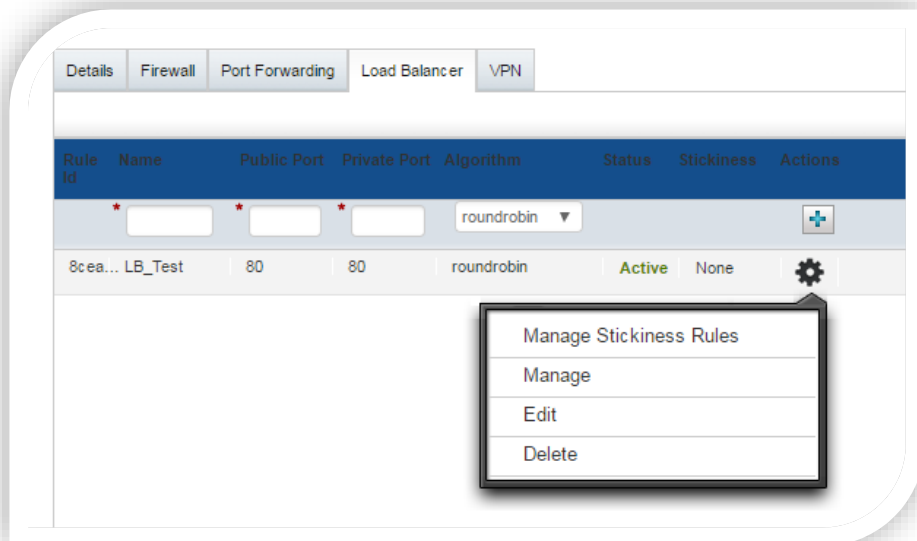 Details Firewall Port Forwarding Load Balancer VPN
Rule Id Name Public Port Private Port Algorithm Status Stickiness Actions
* * * roundrobin ▼
8cea... LB_Test 80 80 roundrobin Active None
Manage Stickiness Rules
Manage
Edit
Delete